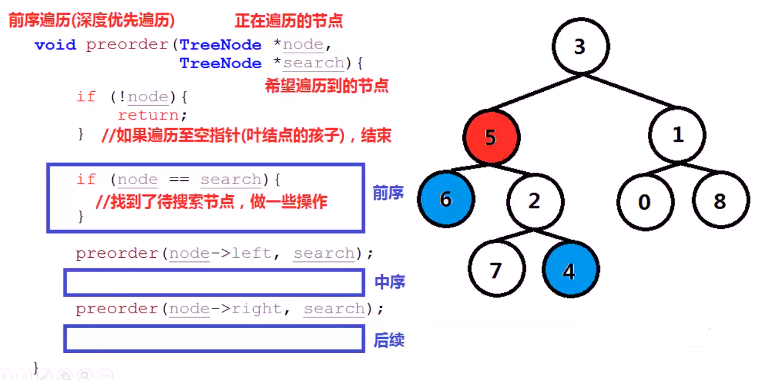 前序遍历(深度优先遍历)
正在遍历的节点
void preorder(TreeNode *node,
TreeNode *search){
希望遍历到的节点
if (!node){
return;
} //如果遍历至空指针(叶结点的孩子)，结束
if (node == search){
//找到了待搜索节点，做一些操作
}
前序
preorder(node->left, search);
中序
preorder(node->right, search);
后续
}
3
5
1
6
2
0
8
7
4